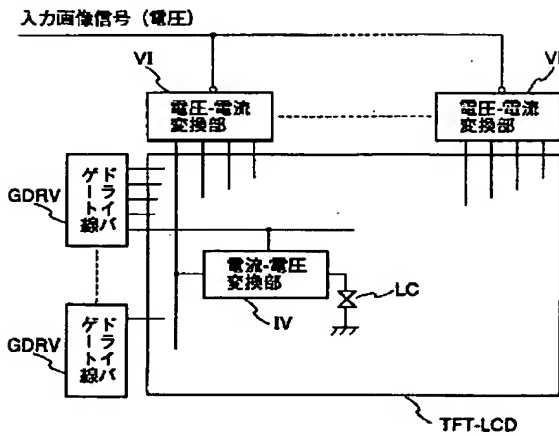 入力画像信号 (電圧)
VI
電圧-電流
変換部
電圧-電流
変換部
GDRV
ゲート線
ドライバ
電流-電圧
変換部
LC
IV
GDRV
ゲート線
ドライバ
TFT-LCD